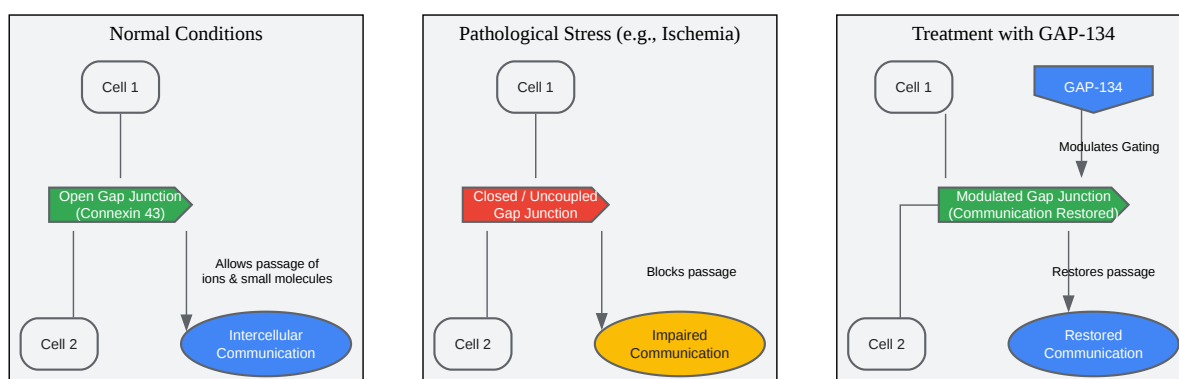 Normal Conditions
Cell 1
Open Gap Junction
(Connexin 43)
Allows passage of
ions & small molecules
Cell 2
Intercellular
Communication
Pathological Stress (e.g., Ischemia)
Cell 1
Closed / Uncoupled
Gap Junction
Blocks passage
Cell 2
Impaired
Communication
Treatment with GAP-134
Cell 1
GAP-134
Modulates Gating
Modulated Gap Junction
(Communication Restored)
Restores passage
Cell 2
Restored
Communication